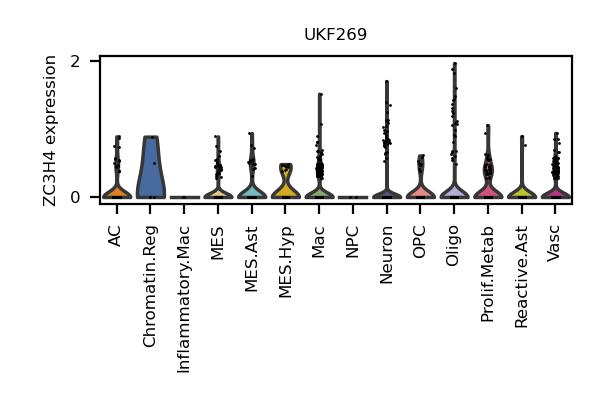 UKF269
ZC3H4 expression
2
0
AC
Chromatin.Reg
Inflammatory.Mac
MES
MES.Ast
MES.Hyp
Mac
NPC
Neuron
OPC
Oligo
Prolif.Metab
Reactive.Ast
Vasc